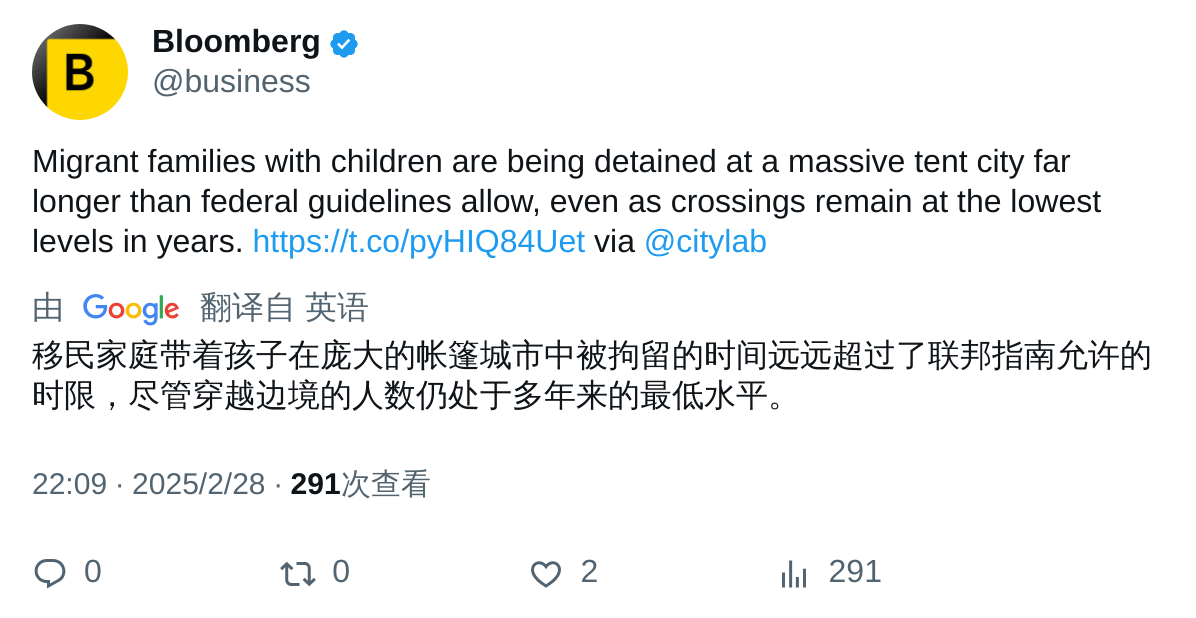 B
Bloomberg
@business
Migrant families with children are being detained at a massive tent city far
longer than federal guidelines allow, even as crossings remain at the lowest
levels in years. https://t.co/pyHIQ84Uet via @citylab
由 Google 翻译自 英语
移民家庭带着孩子在庞大的帐篷城市中被拘留的时间远远超过了联邦指南允许的
时限，尽管穿越边境的人数仍处于多年来的最低水平。
22:09 · 2025/2/28 · 291次查看
0 0 2 291